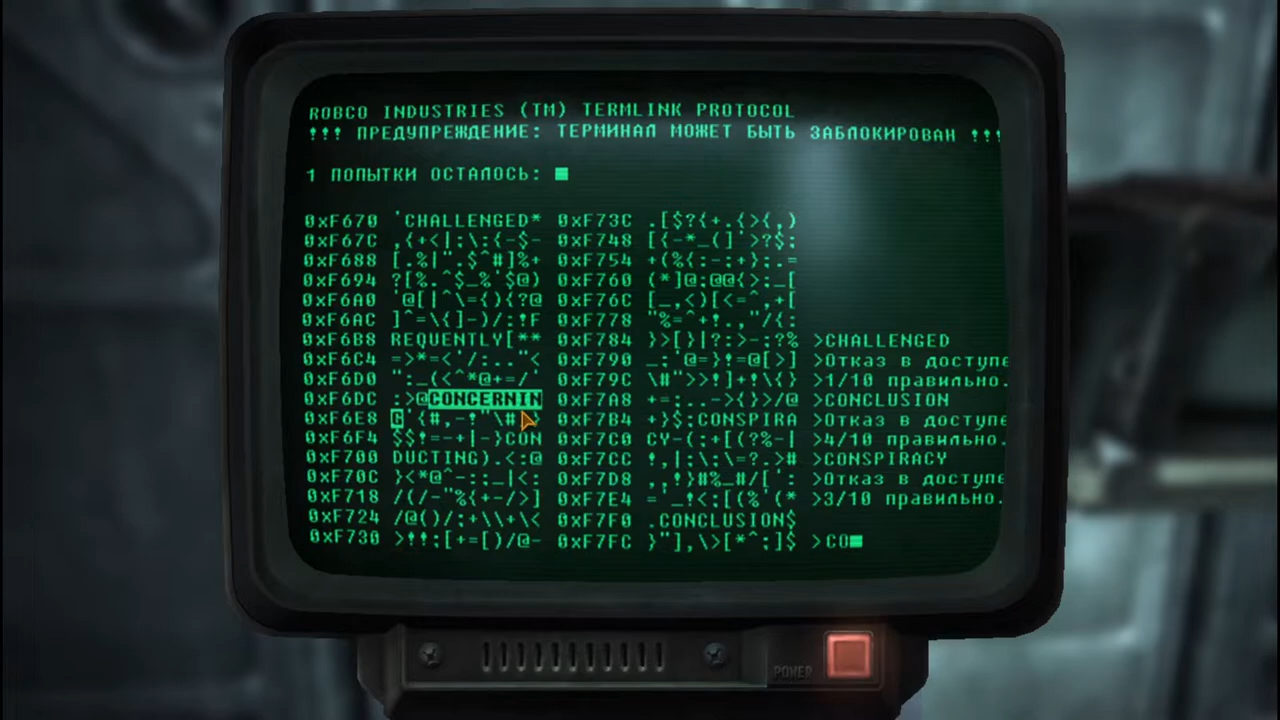 ROBCO INDUSTRIES (TM) TERMLINK PROTOCOL
!!! ПРЕДУПРЕЖДЕНИЕ: ТЕРМИНАЛ МОЖЕТ БЫТЬ ЗАБЛОКИРОВАН !!!
1 ПОПЫТКИ ОСТАЛОСЬ:
0xF670 'CHALLENGED* 0xF73C .[$?{+.{>{,)
0xF67C ,{+<|:\:{-$- 0xF748 [{-*_(]'>?$:
0xF688 [.%|".$^#]%+ 0xF754 +(%{:-:+}:.=
0xF694 ?[%.^$_%'$@) 0xF760 (*]@;@@{>:_[
0xF6A0 '@[|^\={){?@ 0xF76C [_,<)[<=^,+[
0xF6AC ]^=\{]-)/:!F 0xF778 "%=^+!.,"/{:
0xF6B8 REQUENTLY[** 0xF784 }>[}|?:>-:?% >CHALLENGED
0xF6C4 =>*=<'/:.."< 0xF790 _;'@=}!=@[>] >Отказ в доступе
0xF6D0 ":_(<^*@+=/' 0xF79C \#">>!]+!\{} >1/10 правильно.
0xF6DC :>@CONCERNIN 0xF7A8 +=:..->{}>/@ >CONCLUSION
0xF6E8 G'{#,-!"\# 0xF7B4 +}$:CONSPIRA >Отказ в доступе
0xF6F4 $$!=-+|-}CON 0xF7C0 CY-(;+[(?%-| >4/10 правильно.
0xF700 DUCTING).<:@ 0xF7CC !,|:\:\=?.># >CONSPIRACY
0xF70C }<*@^-::_|<: 0xF7D8 ,,!}#%_#/[': >Отказ в доступе
0xF718 /(/-"%{+-/>] 0xF7E4 ='_!<;[(%'(* >3/10 правильно.
0xF724 /@()/;+\\+\< 0xF7F0 .CONCLUSION$
0xF730 >!!;[+=[)/@- 0xF7FC }"],\>[*^;]$ >CO
POWER